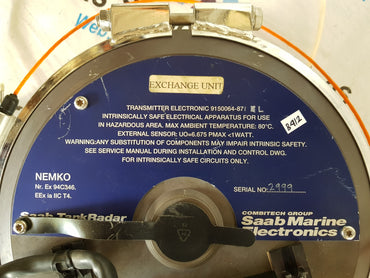 EXCHANGE UNIT
TRANSMITTER ELECTRONIC 9150064-87/
INTRINSICALLY SAFE ELECTRICAL APPARATUS FOR USE
IN HAZARDOUS AREA. MAX AMBIENT TEMPERATURE: 60°C.
EXTERNAL SENSOR: UO=6.675 PMAX <1WATT.
WARNING:ANY SUBSTITUTION OF COMPONENTS MAY IMPAIR INTRINSIC SAFETY.
SEE SERVICE MANUAL DURING INSTALLATION AND CONTROL DWG.
FOR INTRINSICALLY SAFE CIRCUITS ONLY.
8412
NEMKO
Nr. Ex 94C346.
EEx ia IIC T4.
SERIAL NO: 2999
Saab TankRadar
COMBITECH GROUP
Saab Marine
Electronics